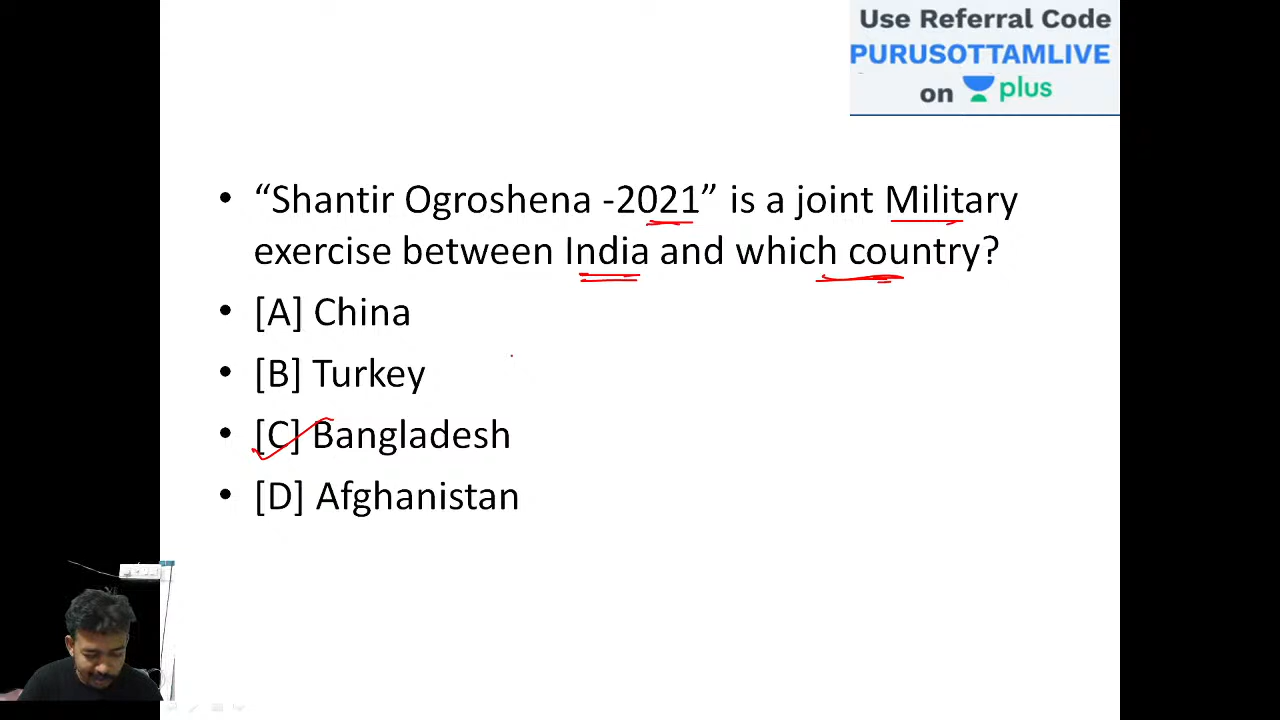 Use Referral Code
PURUSOTTAMLIVE
on plus
• “Shantir Ogroshena -2021” is a joint Military
exercise between India and which country?
• [A] China
• [B] Turkey
• [C] Bangladesh
• [D] Afghanistan